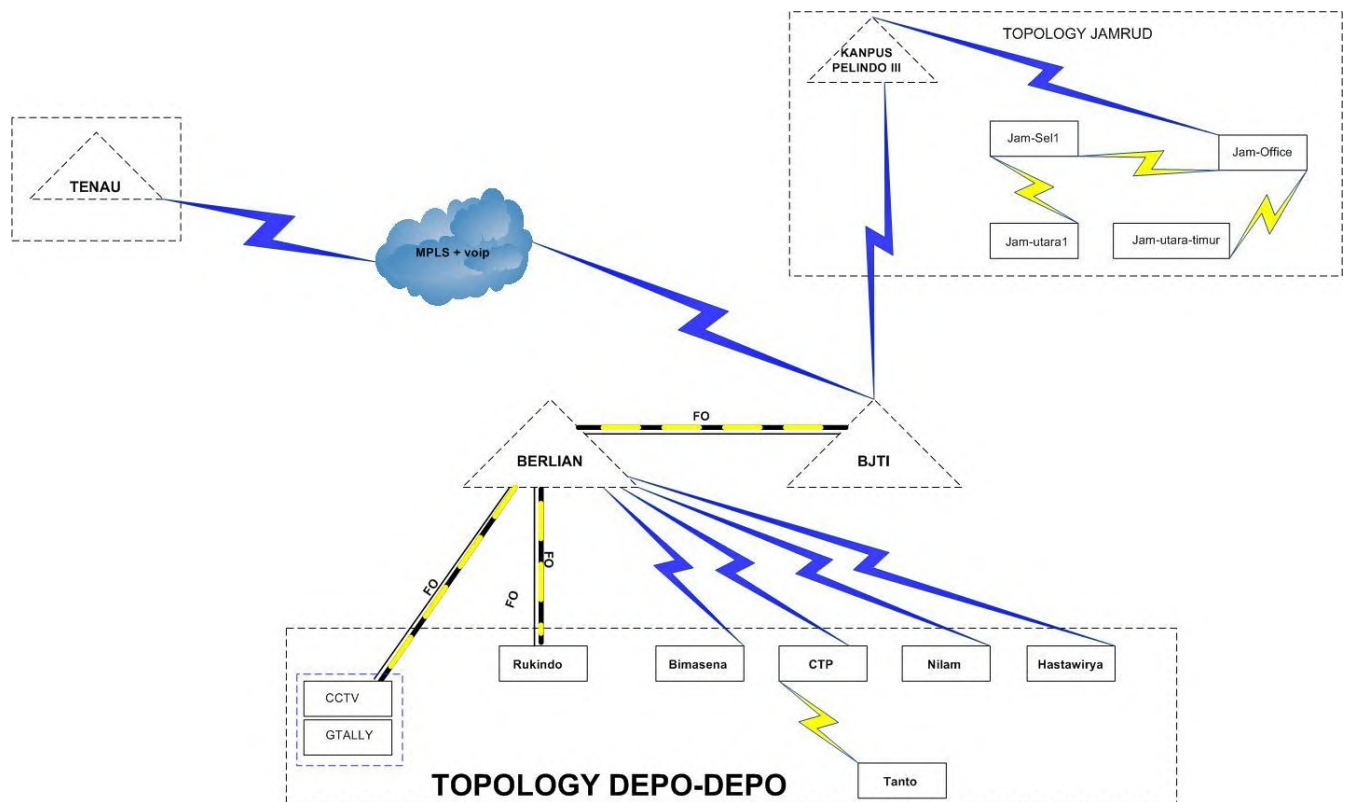 TOPOLOGY JAMRUD
KANPUS
PELINDO III
Jam-Sel1
Jam-Office
Jam-utara1
Jam-utara-timur
TENAU
MPLS + voip
FO
BERLIAN
BJTI
FO
FO
FO
Rukindo
Bimasena
CTP
Nilam
Hastawirya
CCTV
GTALLY
Tanto
TOPOLOGY DEPO-DEPO